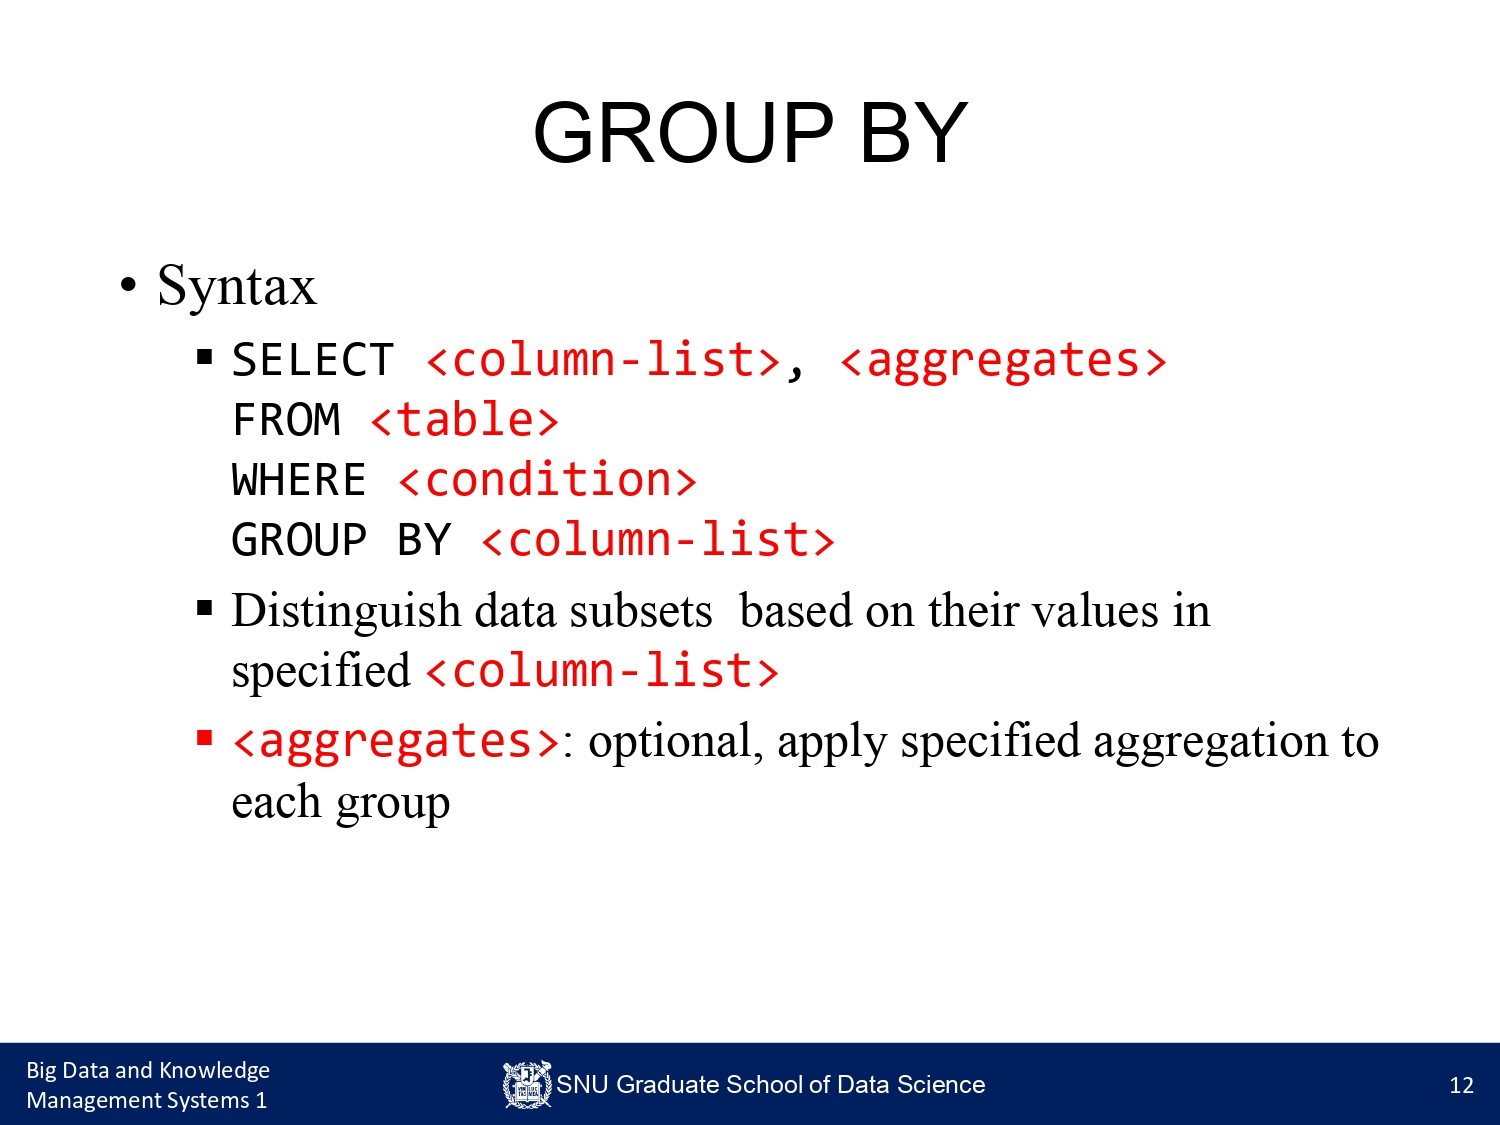 GROUP BY
• Syntax
▪ SELECT <column-list>, <aggregates>
FROM <table>
WHERE <condition>
GROUP BY <column-list>
▪ Distinguish data subsets  based on their values in
specified <column-list>
▪ <aggregates>: optional, apply specified aggregation to
each group
Big Data and Knowledge
Management Systems 1
SNU Graduate School of Data Science
12